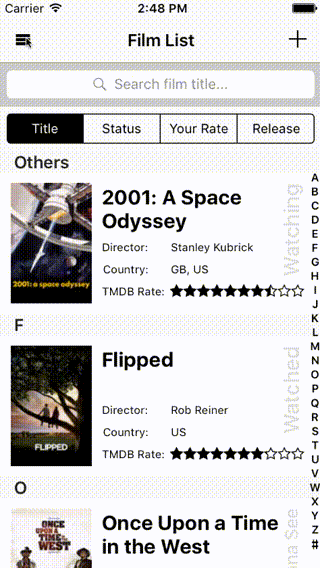 Carrier 2:48 PM
Film List
Search film title...
Title Status Your Rate Release
Others
2001: A Space
Odyssey
Director: Stanley Kubrick
Country: GB, US
TMDB Rate:
Watching
2001: a space odyssey
F
Flipped
Director: Rob Reiner
Country: US
TMDB Rate:
Watched
FLIPPED
O
Once Upon a Time
in the West
ONCE
UPON A
TIME
IN THE
WEST
nna See
A
B
C
D
E
F
G
H
I
J
K
L
M
N
O
P
Q
R
S
T
U
V
W
X
Y
Z
#